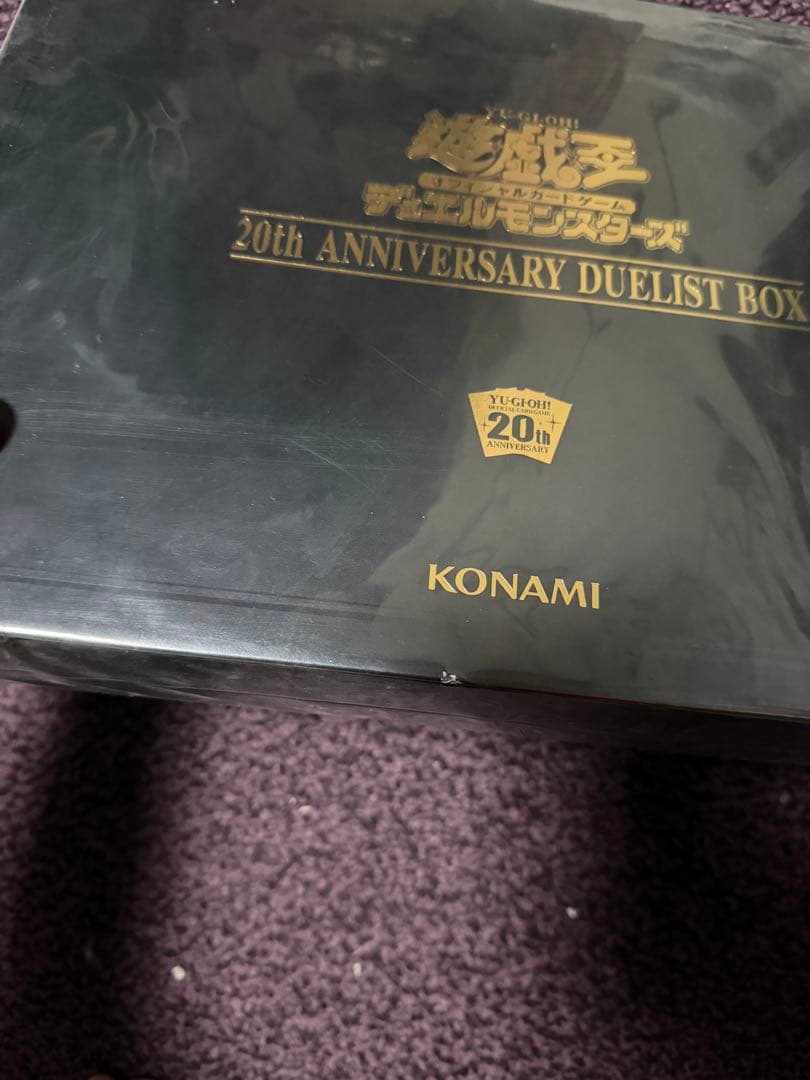 YU-GI-OH!
遊戯王
オフィシャルカードゲーム
デュエルモンスターズ
20th ANNIVERSARY DUELIST BOX
YU-GI-OH!
OFFICIAL CARD GAME
20th
ANNIVERSARY
KONAMI